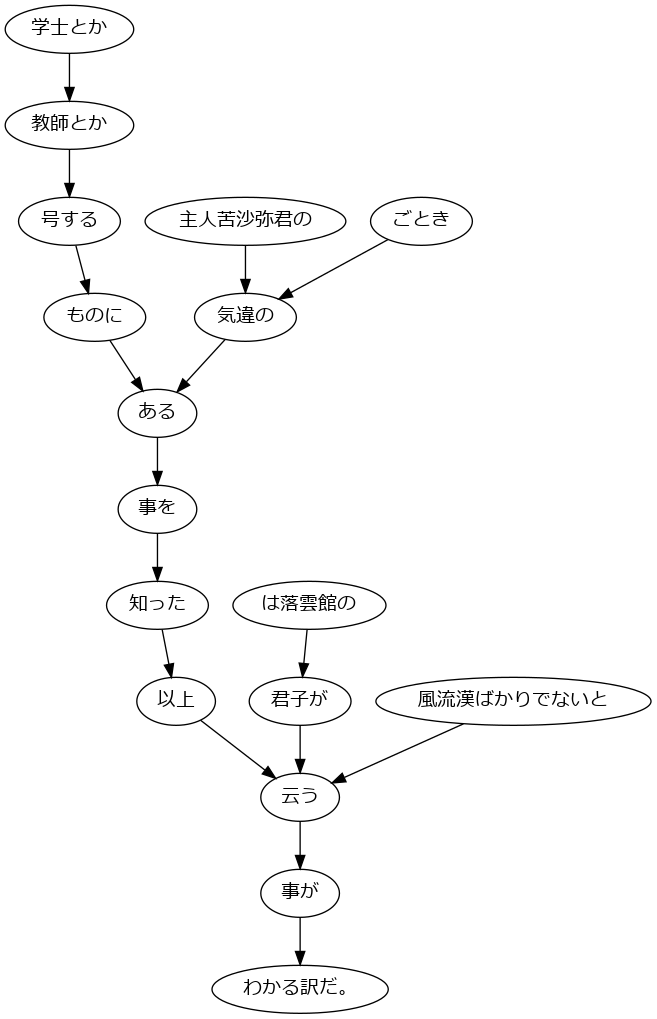 学士とか
教師とか
号する
主人苦沙弥君の
ごとき
ものに
気違の
ある
事を
知った
は落雲館の
以上
君子が
風流漢ばかりでないと
云う
事が
わかる訳だ。